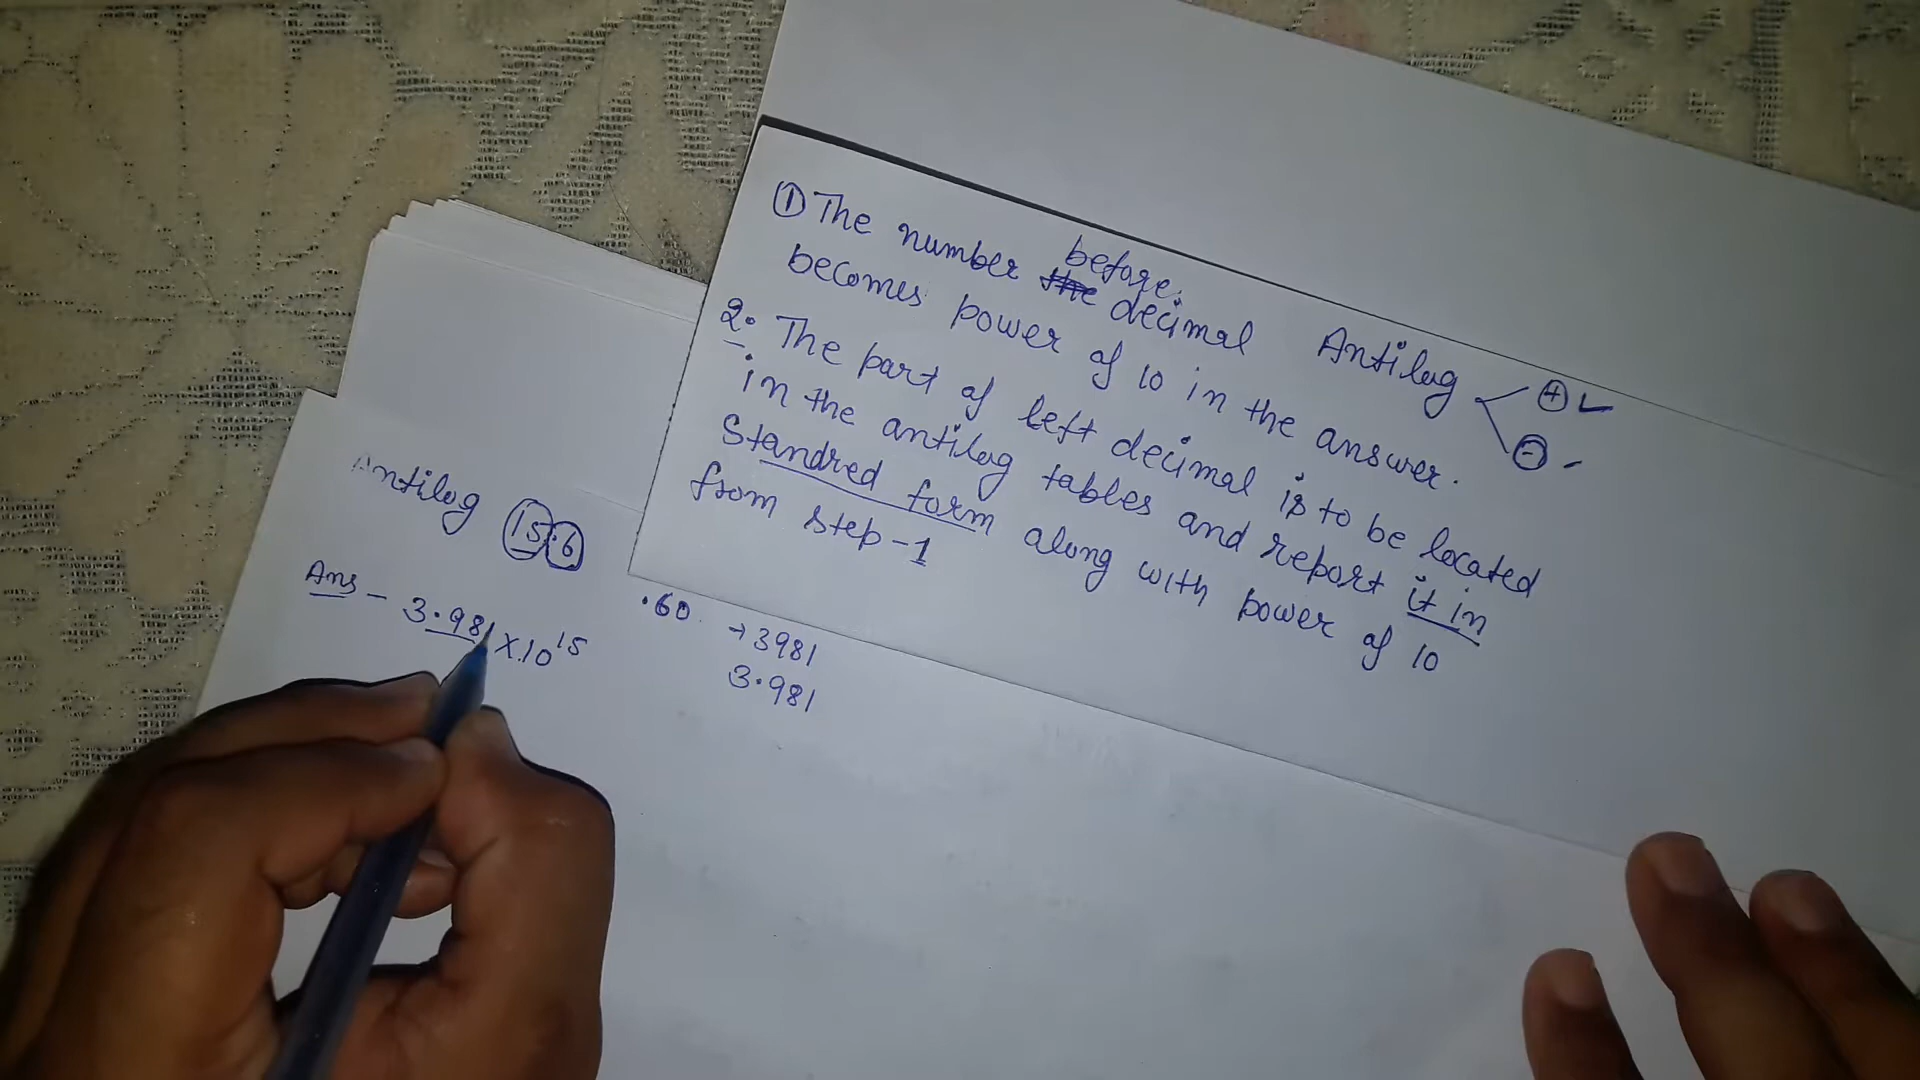 ① The number the before decimal
becomes power of 10 in the answer.
Antilog
+
-
2. The part of left decimal is to be located
in the antilog tables and report it in
standred form along with power of 10
from step-1
Antilog 15.6
Ans - 3.981 X 10^15
.60 → 3981
3.981